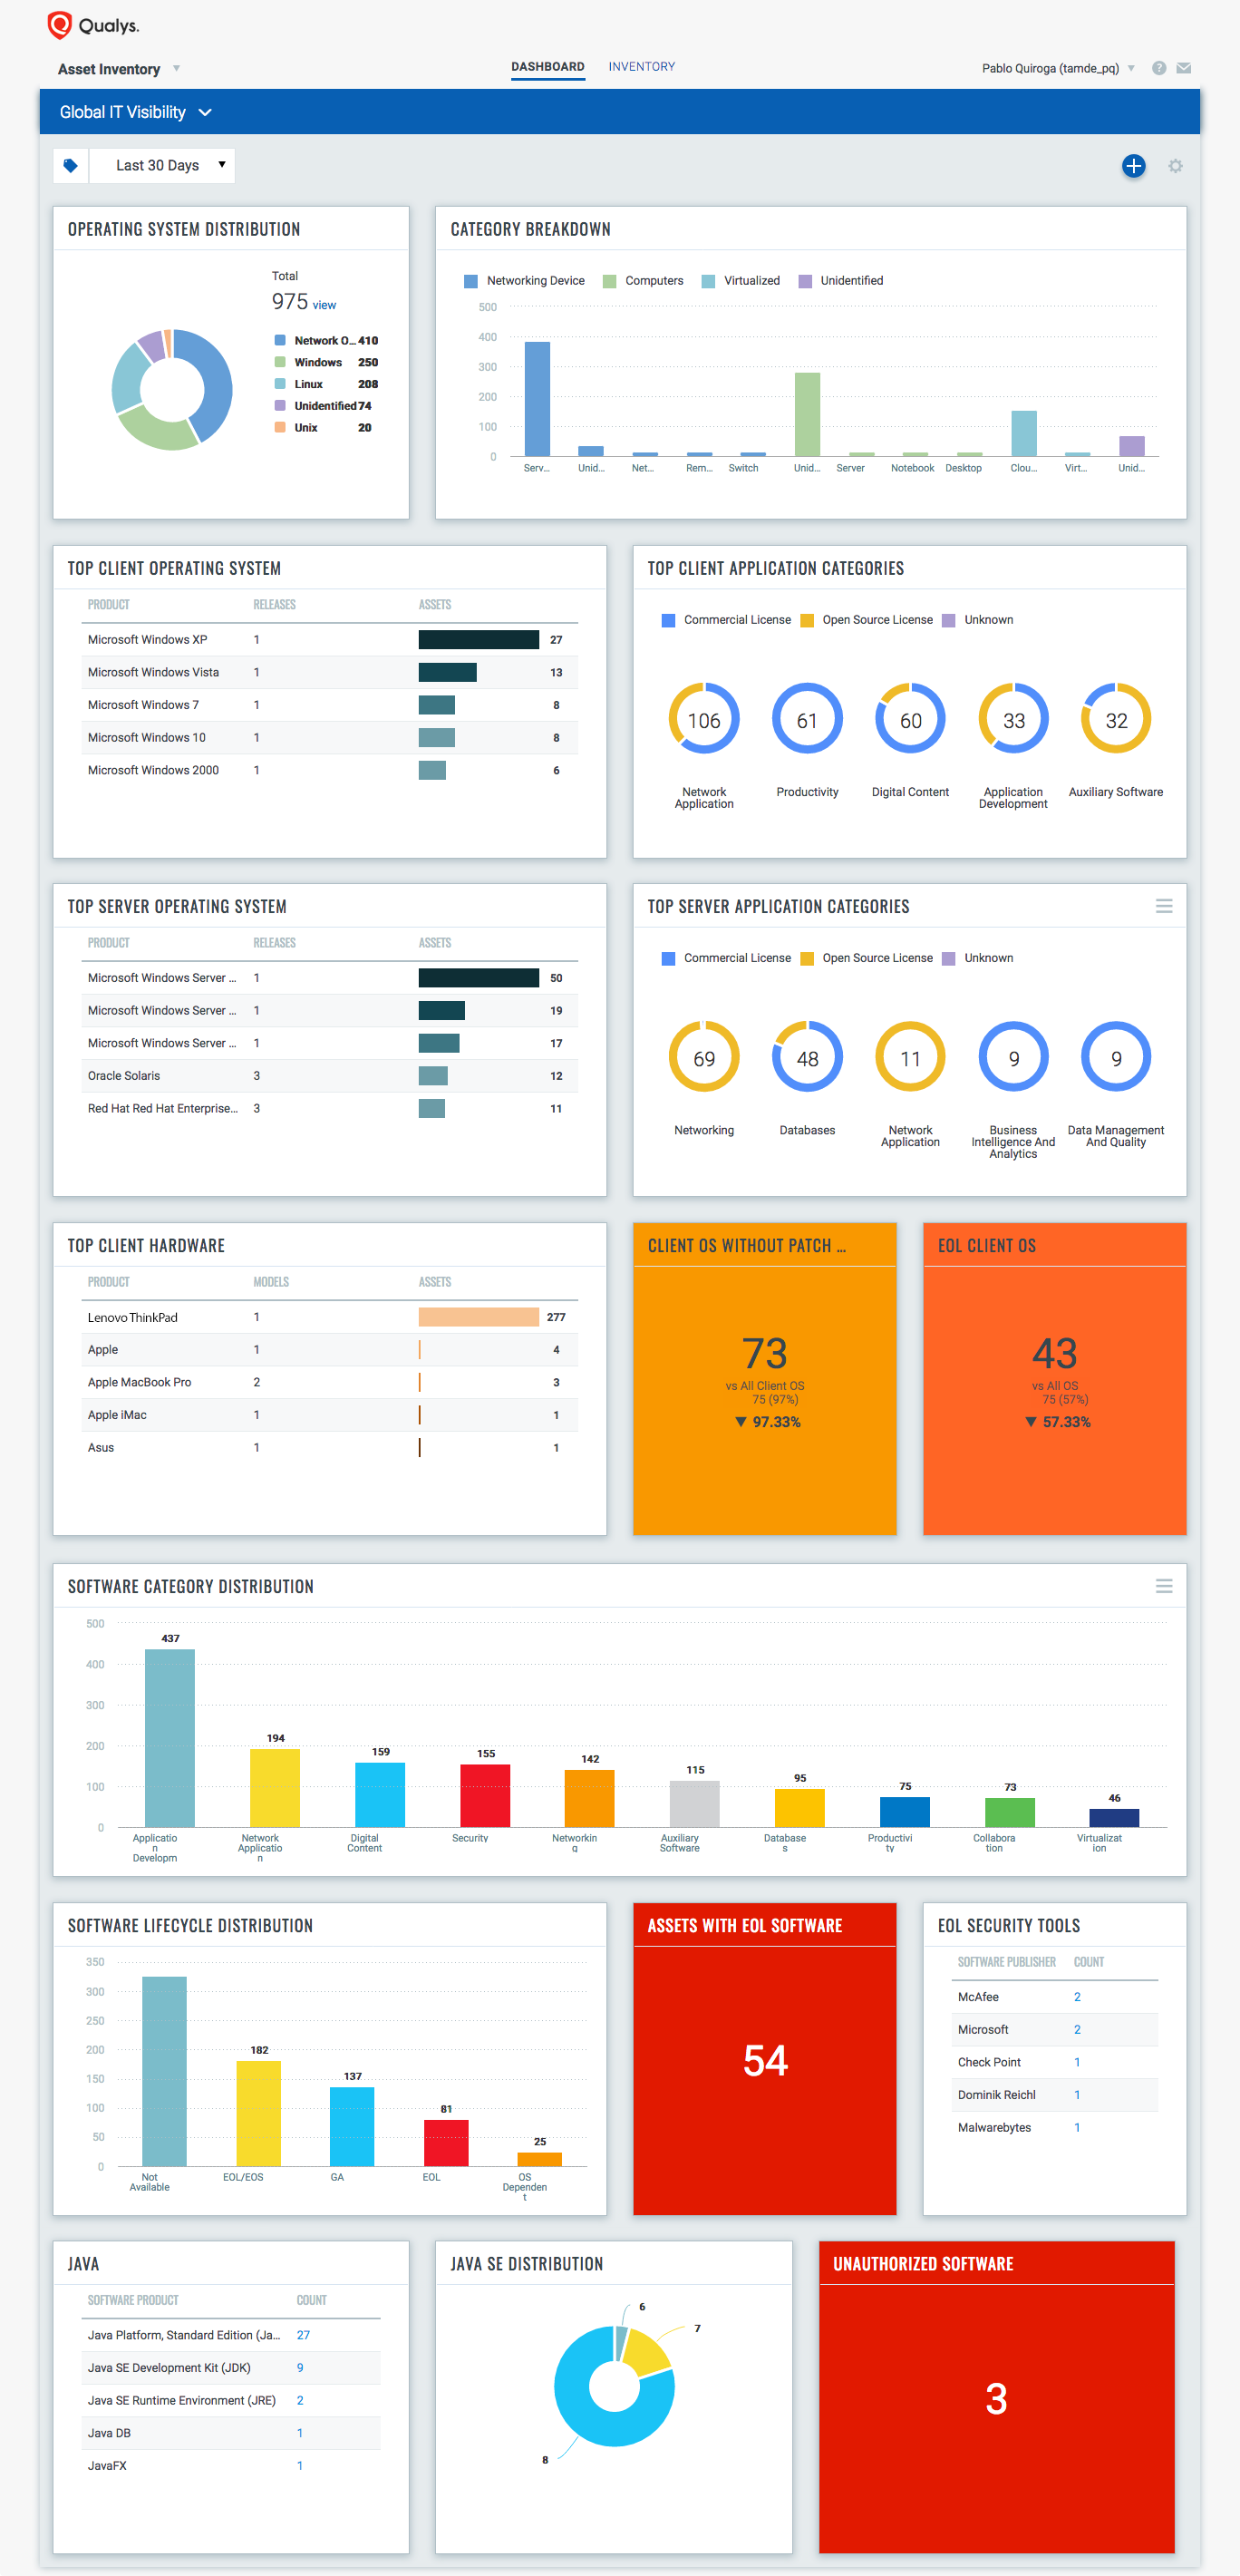 Qualys.
Asset Inventory
DASHBOARD
INVENTORY
Pablo Quiroga (tamde_pq)
?
Global IT Visibility
Last 30 Days
OPERATING SYSTEM DISTRIBUTION
Total
975 view
Network O... 410
Windows 250
Linux 208
Unidentified 74
Unix 20
CATEGORY BREAKDOWN
Networking Device Computers Virtualized Unidentified
500
400
300
200
100
0
Serv... Unid... Net... Rem... Switch Unid... Server Notebook Desktop Clou... Virt... Unid...
TOP CLIENT OPERATING SYSTEM
PRODUCT RELEASES ASSETS
Microsoft Windows XP 1 27
Microsoft Windows Vista 1 13
Microsoft Windows 7 1 8
Microsoft Windows 10 1 8
Microsoft Windows 2000 1 6
TOP CLIENT APPLICATION CATEGORIES
Commercial License Open Source License Unknown
106 61 60 33 32
Network Productivity Digital Content Application Auxiliary Software
Application Development
TOP SERVER OPERATING SYSTEM
PRODUCT RELEASES ASSETS
Microsoft Windows Server ... 1 50
Microsoft Windows Server ... 1 19
Microsoft Windows Server ... 1 17
Oracle Solaris 3 12
Red Hat Red Hat Enterprise... 3 11
TOP SERVER APPLICATION CATEGORIES
Commercial License Open Source License Unknown
69 48 11 9 9
Networking Databases Network Business Data Management
Application Intelligence And And Quality
Analytics
TOP CLIENT HARDWARE
PRODUCT MODELS ASSETS
Lenovo ThinkPad 1 277
Apple 1 4
Apple MacBook Pro 2 3
Apple iMac 1 1
Asus 1 1
CLIENT OS WITHOUT PATCH ...
73
vs All Client OS
75 (97%)
▼ 97.33%
EOL CLIENT OS
43
vs All OS
75 (57%)
▼ 57.33%
SOFTWARE CATEGORY DISTRIBUTION
500
400
300
200
100
0
437 194 159 155 142 115 95 75 73 46
Applicatio Network Digital Security Networkin Auxiliary Database Productivi Collabora Virtualizat
n Applicatio Content g Software s ty tion ion
Developm n
SOFTWARE LIFECYCLE DISTRIBUTION
350
300
250
200
150
100
50
0
182 137 81 25
Not EOL/EOS GA EOL OS
Available Dependen
t
ASSETS WITH EOL SOFTWARE
54
EOL SECURITY TOOLS
SOFTWARE PUBLISHER COUNT
McAfee 2
Microsoft 2
Check Point 1
Dominik Reichl 1
Malwarebytes 1
JAVA
SOFTWARE PRODUCT COUNT
Java Platform, Standard Edition (Ja... 27
Java SE Development Kit (JDK) 9
Java SE Runtime Environment (JRE) 2
Java DB 1
JavaFX 1
JAVA SE DISTRIBUTION
6
7
8
UNAUTHORIZED SOFTWARE
3